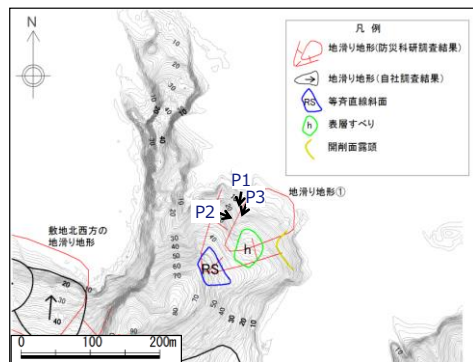 N
凡 例
地滑り地形(防災科研調査結果)
地滑り地形(自社調査結果)
RS 等斉直線斜面
h 表層すべり
開削面露頭
P1
P3
P2
地滑り地形①
敷地北西方の
地滑り地形
RS
h
0 100 200m